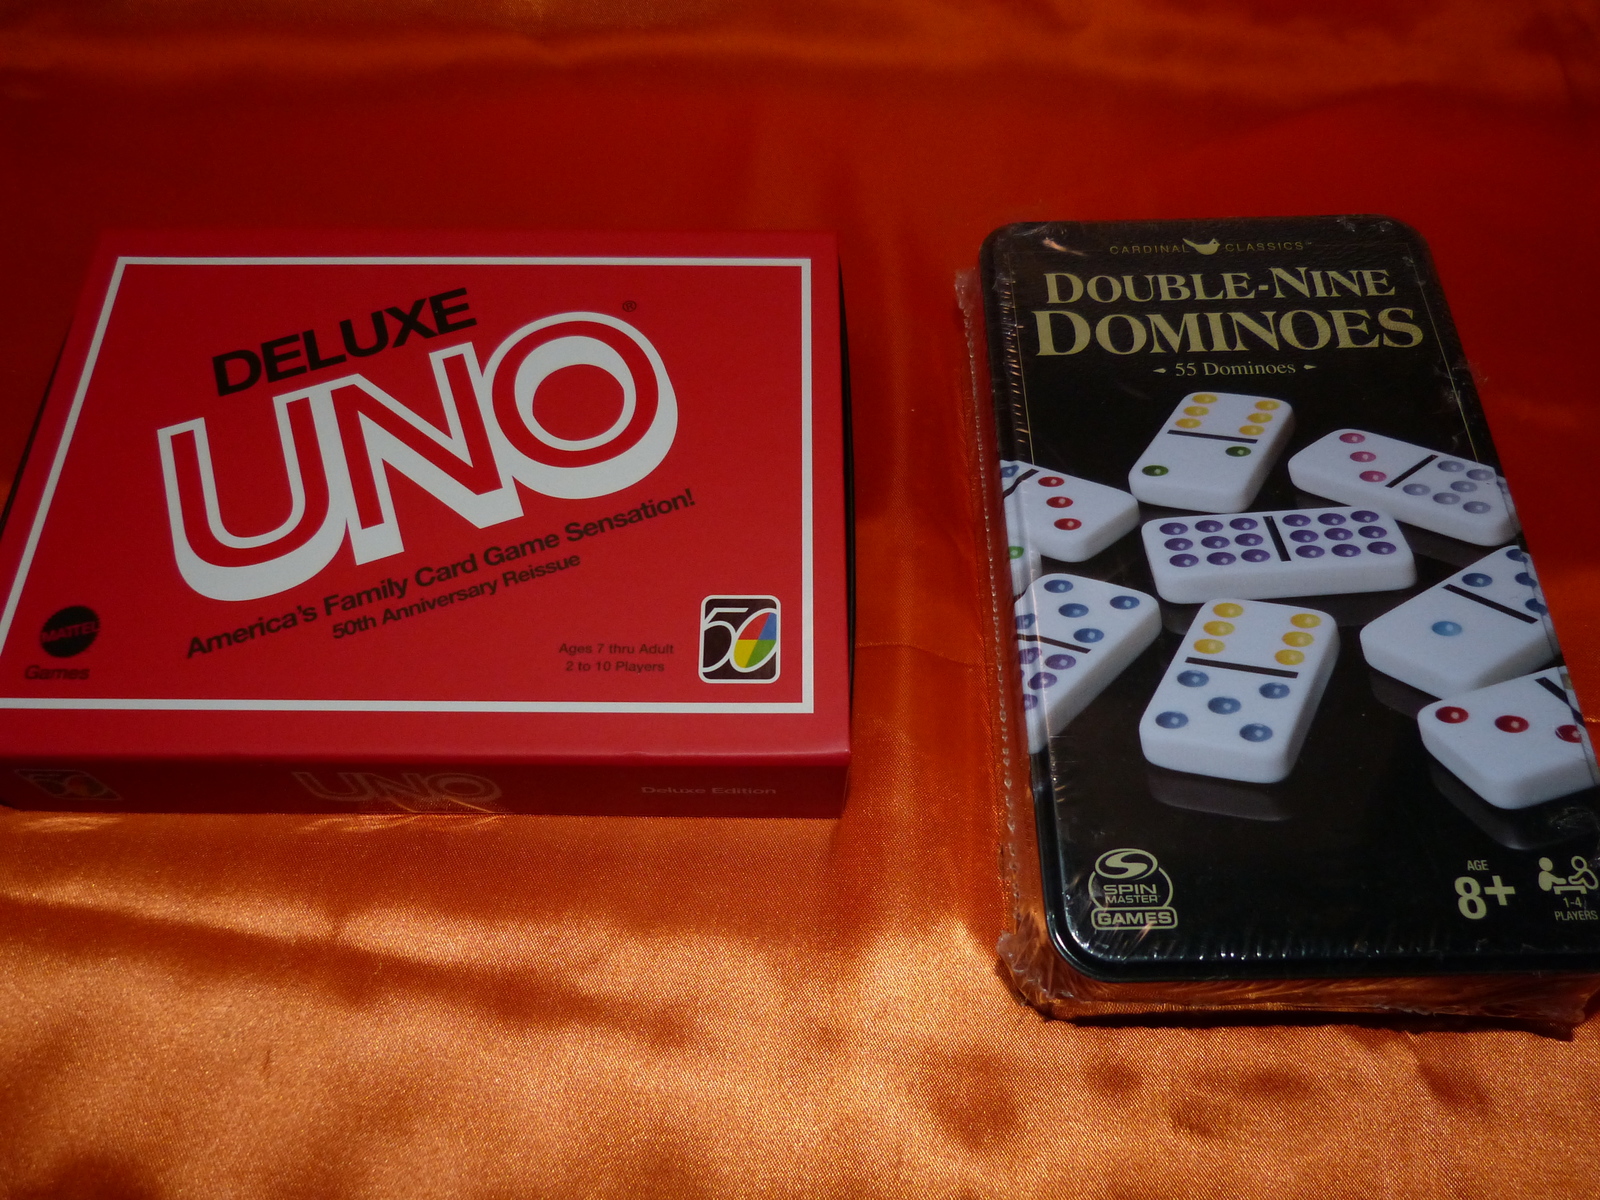 DELUXE
UNO®
America's Family Card Game Sensation!
50th Anniversary Reissue
MATTEL
Games
Ages 7 thru Adult
2 to 10 Players
50
UNO
Deluxe Edition
CARDINAL CLASSICS™
DOUBLE-NINE
DOMINOES
55 Dominoes
SPIN
MASTER
GAMES
AGE
8+
1-4
PLAYERS